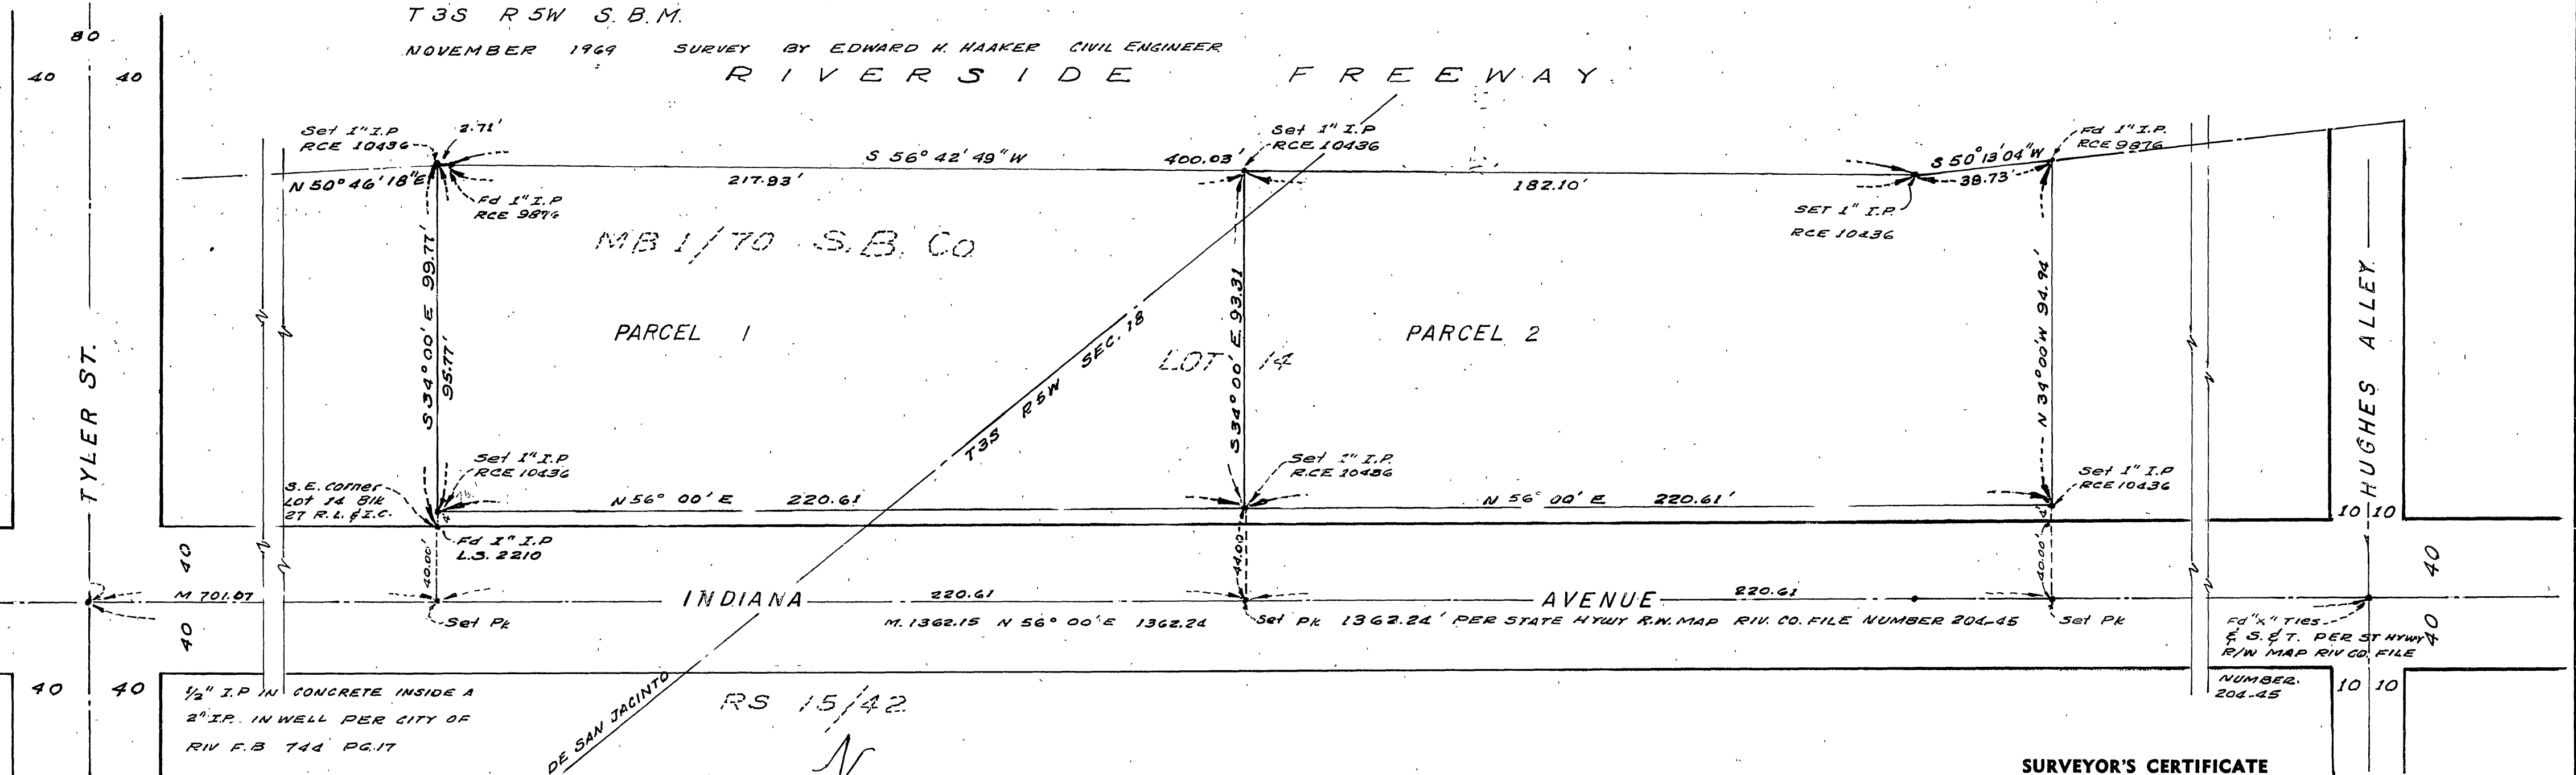 T 3S R 5W S.B.M.
NOVEMBER 1969 SURVEY BY EDWARD H. HAAKER CIVIL ENGINEER
RIVERSIDE FREEWAY
80
40 40
Set 1" I.P
RCE 10436
2.71'
N 50° 46' 18" E
Fd 1" I.P
RCE 9876
S 56° 42' 49" W
400.03'
217.93'
Set 1" I.P
RCE 10436
182.10'
S 50° 13' 04" W
38.73'
Fd 1" I.P.
RCE 9876
SET 1" I.P.
RCE 10436
MB 1/70 S.B. Co
S 34° 00' E 99.77'
95.77'
PARCEL 1
T3S R5W SEC. 18
LOT 14
S 34° 00' E 93.31
PARCEL 2
N 34° 00' W 94.94'
TYLER ST.
HUGHES ALLEY
S.E. corner
Lot 14 Blk
27 R.L. & I.C.
Set 1" I.P
RCE 10436
N 56° 00' E 220.61
Set 1" I.P.
RCE 10436
N 56° 00' E 220.61'
Set 1" I.P
RCE 10436
4'
4'
Fd 1" I.P
L.S. 2210
10 10
40
40.00'
44.00'
40.00'
40
M 701.07
INDIANA AVENUE
220.61
220.61
Set Pk
M. 1362.15 N 56° 00' E 1362.24
Set Pk 1362.24' PER STATE HYWY R.W. MAP RIV. CO. FILE NUMBER 204-45
Set Pk
40
40
Fd "X" Ties
& S. & T. PER ST HYWY
R/W MAP RIV CO. FILE
NUMBER.
204-45
40 40
10 10
1/2" I.P IN CONCRETE INSIDE A
2" I.P. IN WELL PER CITY OF
RIV F.B 744 PG.17
DE SAN JACINTO
RS 15/42
N
SURVEYOR'S CERTIFICATE